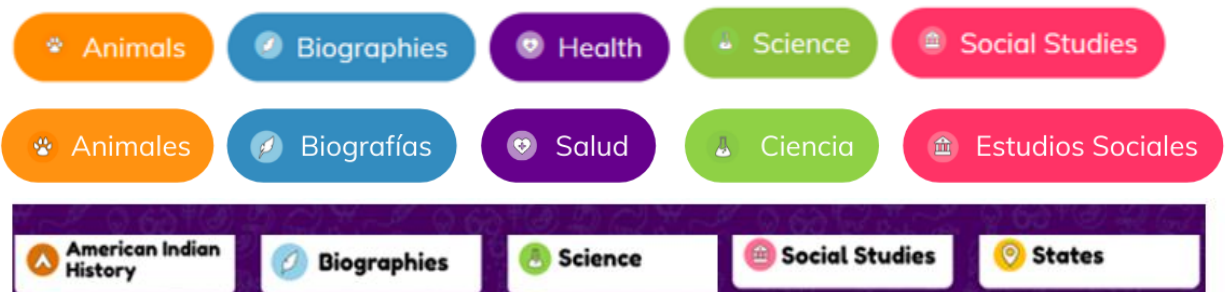 Animals
Biographies
Health
Science
Social Studies
Animales
Biografías
Salud
Ciencia
Estudios Sociales
American Indian
History
Biographies
Science
Social Studies
States